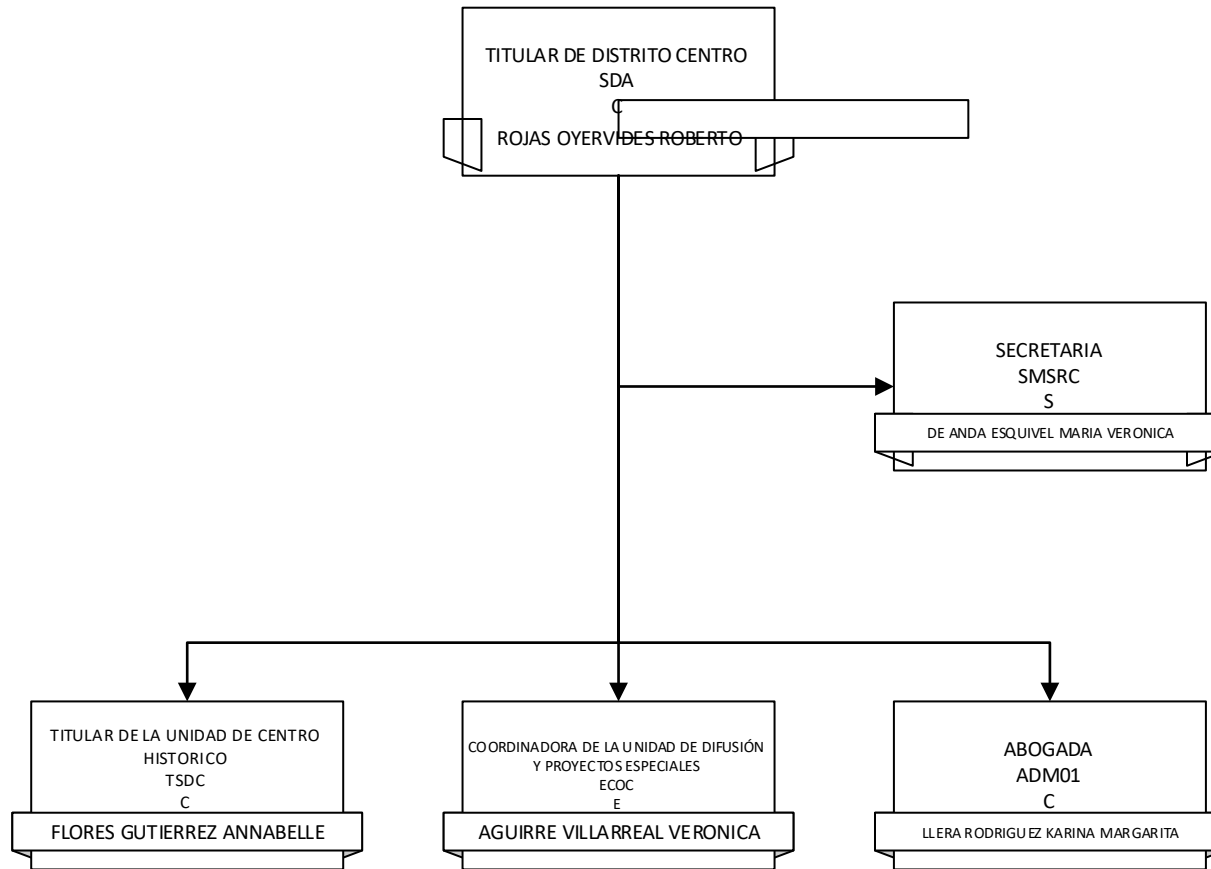 TITULAR DE DISTRITO CENTRO
SDA
C
ROJAS OYERVIDES ROBERTO
SECRETARIA
SMSRC
S
DE ANDA ESQUIVEL MARIA VERONICA
TITULAR DE LA UNIDAD DE CENTRO
HISTORICO
TSDC
C
FLORES GUTIERREZ ANNABELLE
COORDINADORA DE LA UNIDAD DE DIFUSIÓN
Y PROYECTOS ESPECIALES
ECOC
E
AGUIRRE VILLARREAL VERONICA
ABOGADA
ADM01
C
LLERA RODRIGUEZ KARINA MARGARITA